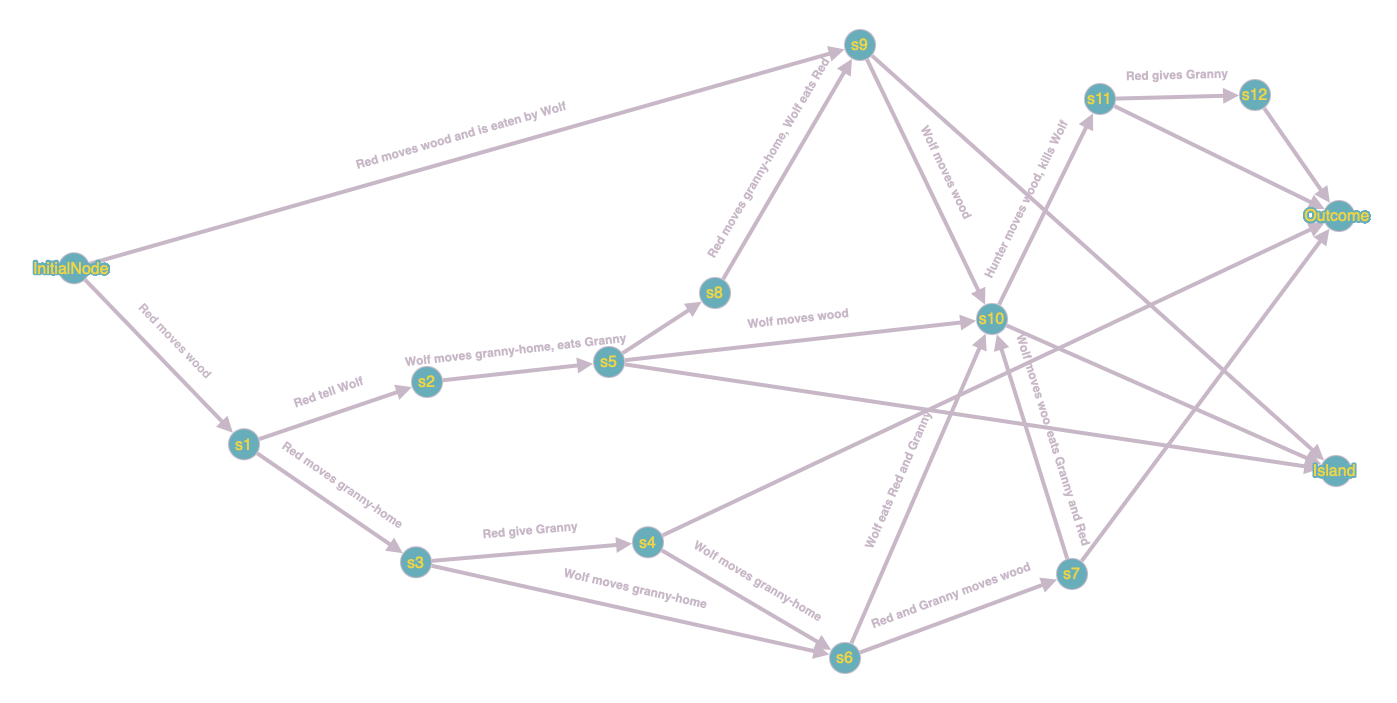 s9
Red gives Granny
s11
s12
Red moves wood and is eaten by Wolf
Red moves granny-home, Wolf eats Red
Wolf moves wood
Hunter moves wood, kills Wolf
Outcome
InitialNode
s8
Red moves wood
Wolf moves wood
s10
Wolf moves granny-home, eats Granny
s5
s2
Red tell Wolf
s1
Red moves granny-home
Wolf eats Red and Granny
Wolf moves woo eats Granny and Red
Island
Red give Granny
s4
s3
Wolf moves granny-home
Wolf moves granny-home
Red and Granny moves wood
s7
s6